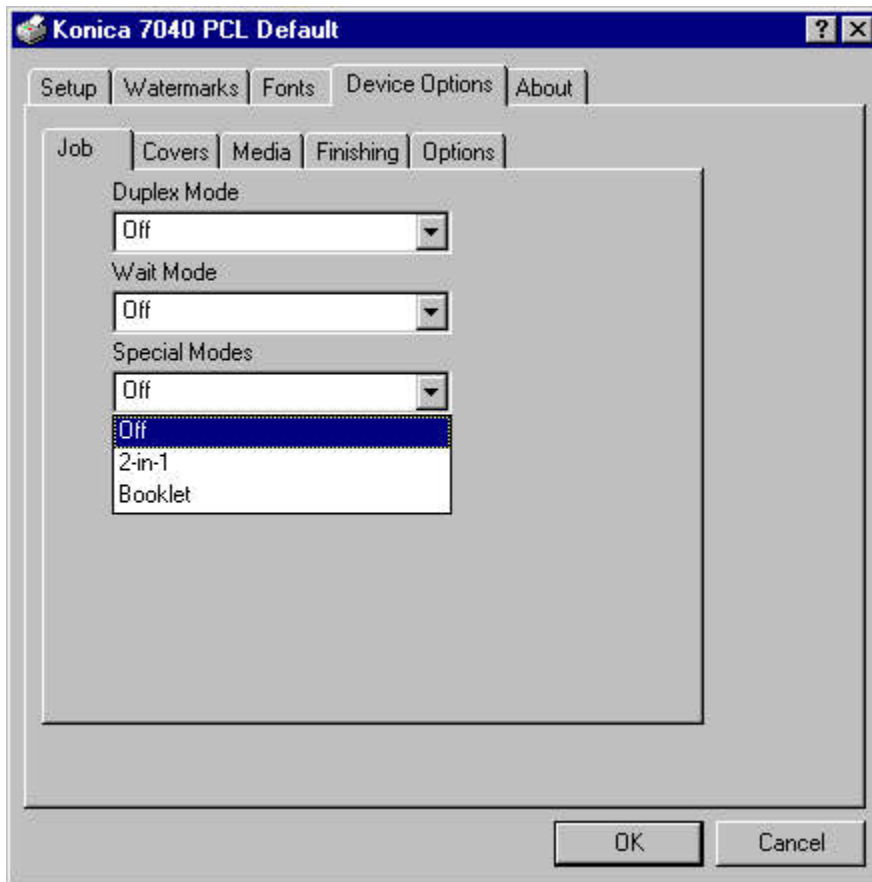 Konica 7040 PCL Default
Setup Watermarks Fonts Device Options About
Job Covers Media Finishing Options
Duplex Mode
Off
Wait Mode
Off
Special Modes
Off
Off
2-in-1
Booklet
OK Cancel